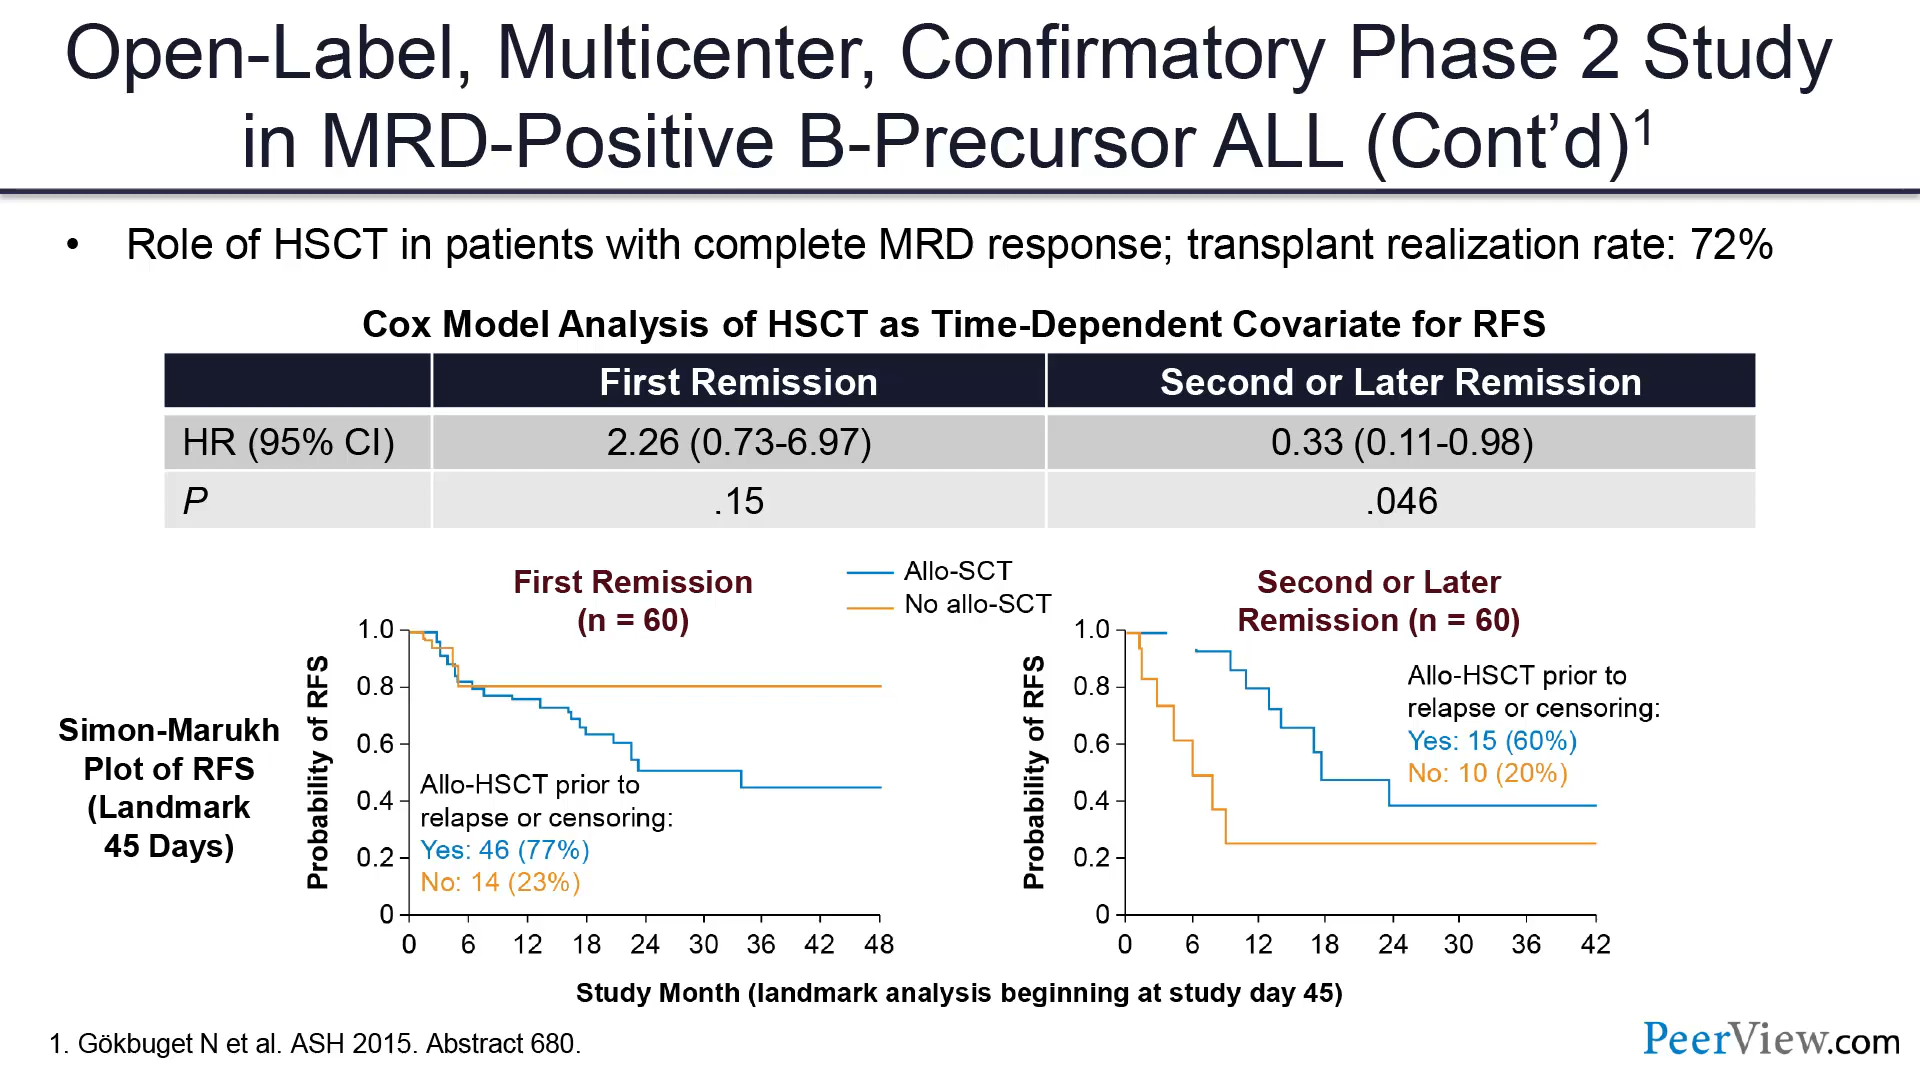 Open-Label, Multicenter, Confirmatory Phase 2 Study
in MRD-Positive B-Precursor ALL (Cont’d)1
• Role of HSCT in patients with complete MRD response; transplant realization rate: 72%
Cox Model Analysis of HSCT as Time-Dependent Covariate for RFS
First Remission Second or Later Remission
HR (95% CI) 2.26 (0.73-6.97) 0.33 (0.11-0.98)
P .15 .046
Simon-Marukh
Plot of RFS
(Landmark
45 Days)
First Remission
(n = 60)
Allo-SCT
No allo-SCT
Probability of RFS
1.0
0.8
0.6
0.4
0.2
0
Allo-HSCT prior to
relapse or censoring:
Yes: 46 (77%)
No: 14 (23%)
0 6 12 18 24 30 36 42 48
Second or Later
Remission (n = 60)
Probability of RFS
1.0
0.8
0.6
0.4
0.2
0
Allo-HSCT prior to
relapse or censoring:
Yes: 15 (60%)
No: 10 (20%)
0 6 12 18 24 30 36 42
Study Month (landmark analysis beginning at study day 45)
1. Gökbuget N et al. ASH 2015. Abstract 680.
PeerView.com